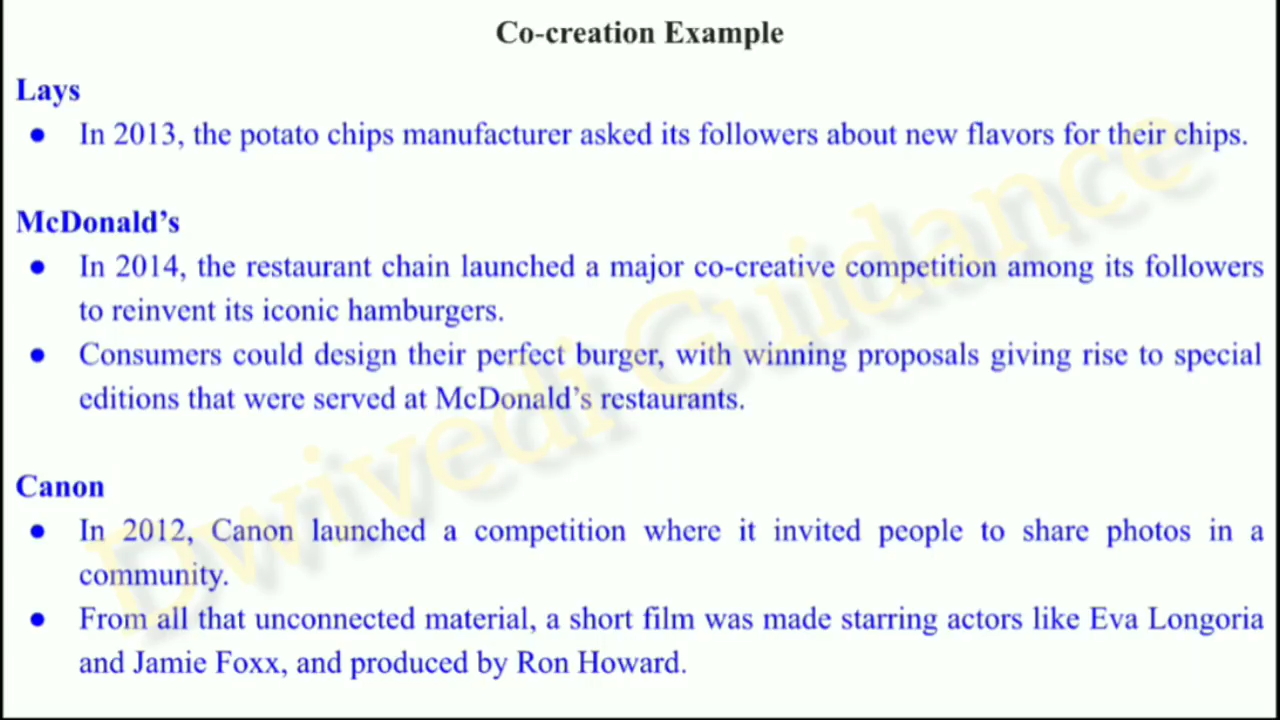 Co-creation Example
Lays
● In 2013, the potato chips manufacturer asked its followers about new flavors for their chips.
McDonald’s
● In 2014, the restaurant chain launched a major co-creative competition among its followers
to reinvent its iconic hamburgers.
● Consumers could design their perfect burger, with winning proposals giving rise to special
editions that were served at McDonald’s restaurants.
Canon
● In 2012, Canon launched a competition where it invited people to share photos in a
community.
● From all that unconnected material, a short film was made starring actors like Eva Longoria
and Jamie Foxx, and produced by Ron Howard.
Dwivedi Guidance